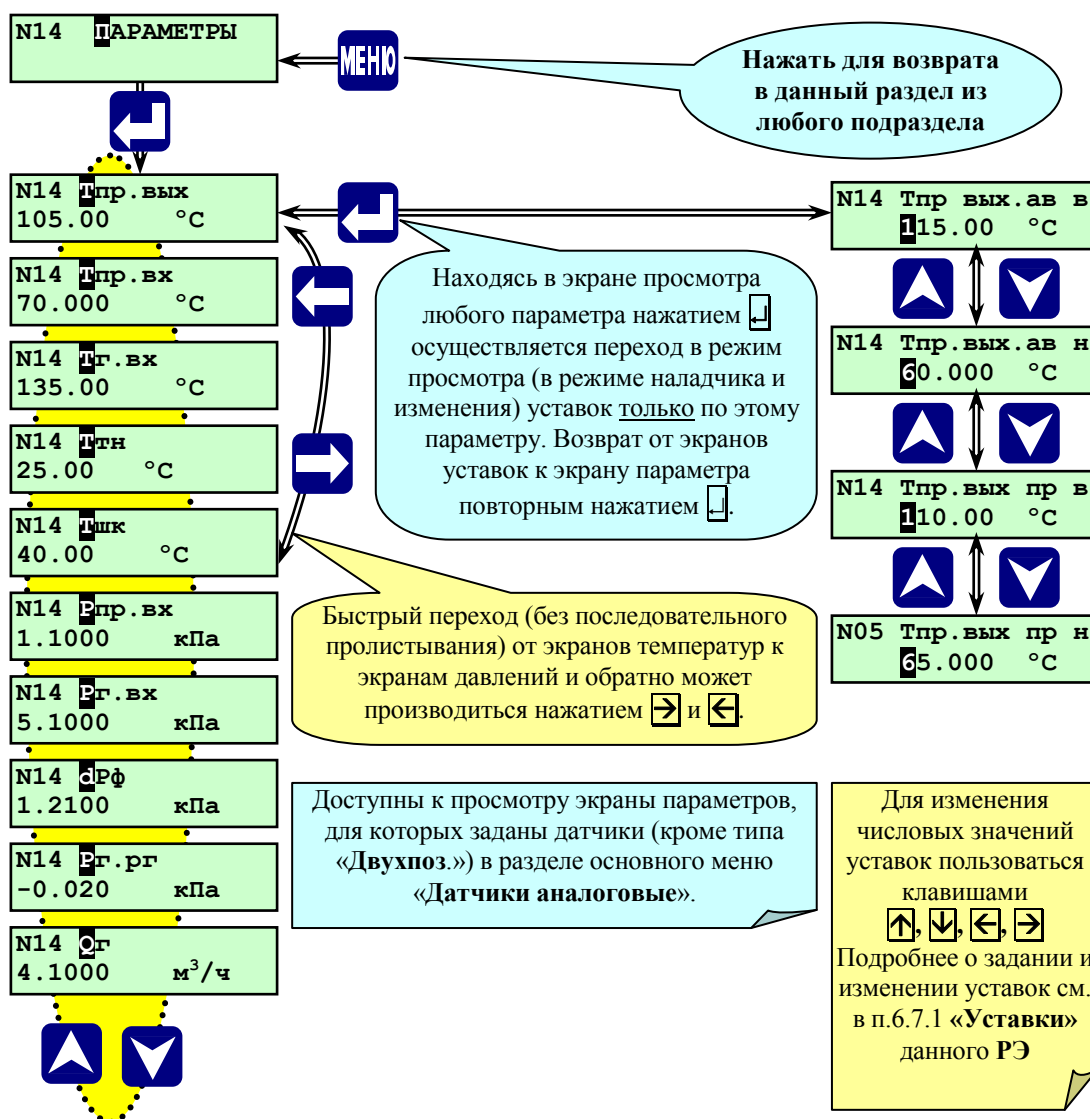 N14 ПАРАМЕТРЫ
МЕНЮ
Нажать для возврата
в данный раздел из
любого подраздела
N14 Тпр.вых
105.00 °С
N14 Тпр.вх
70.000 °С
N14 Тг.вх
135.00 °С
N14 Ттн
25.00 °С
N14 Тшк
40.00 °С
N14 Рпр.вх
1.1000 кПа
N14 Рг.вх
5.1000 кПа
N14 dРф
1.2100 кПа
N14 Рг.рг
-0.020 кПа
N14 Qг
4.1000 м³/ч
Находясь в экране просмотра
любого параметра нажатием ↵
осуществляется переход в режим
просмотра (в режиме наладчика и
изменения) уставок только по этому
параметру. Возврат от экранов
уставок к экрану параметра
повторным нажатием ↵.
Быстрый переход (без последовательного
пролистывания) от экранов температур к
экранам давлений и обратно может
производиться нажатием → и ←.
Доступны к просмотру экраны параметров,
для которых заданы датчики (кроме типа
«Двухпоз.») в разделе основного меню
«Датчики аналоговые».
N14 Тпр вых.ав в
115.00 °С
N14 Тпр.вых.ав н
60.000 °С
N14 Тпр.вых пр в
110.00 °С
N05 Тпр.вых пр н
65.000 °С
Для изменения
числовых значений
уставок пользоваться
клавишами
↑, ↓, ←, →
Подробнее о задании и
изменении уставок см.
в п.6.7.1 «Уставки»
данного РЭ